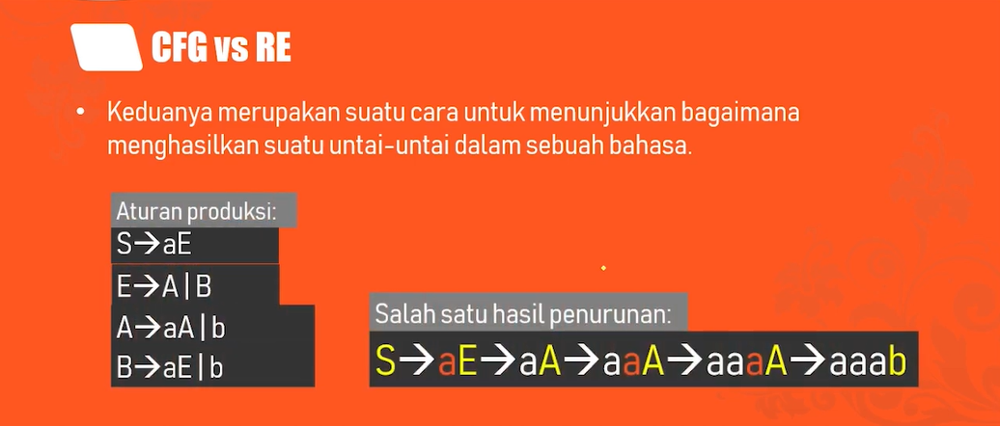 CFG vs RE
• Keduanya merupakan suatu cara untuk menunjukkan bagaimana
menghasilkan suatu untai-untai dalam sebuah bahasa.
Aturan produksi:
S→aE
E→A|B
A→aA|b
B→aE|b
Salah satu hasil penurunan:
S→aE→aA→aaA→aaaA→aaab